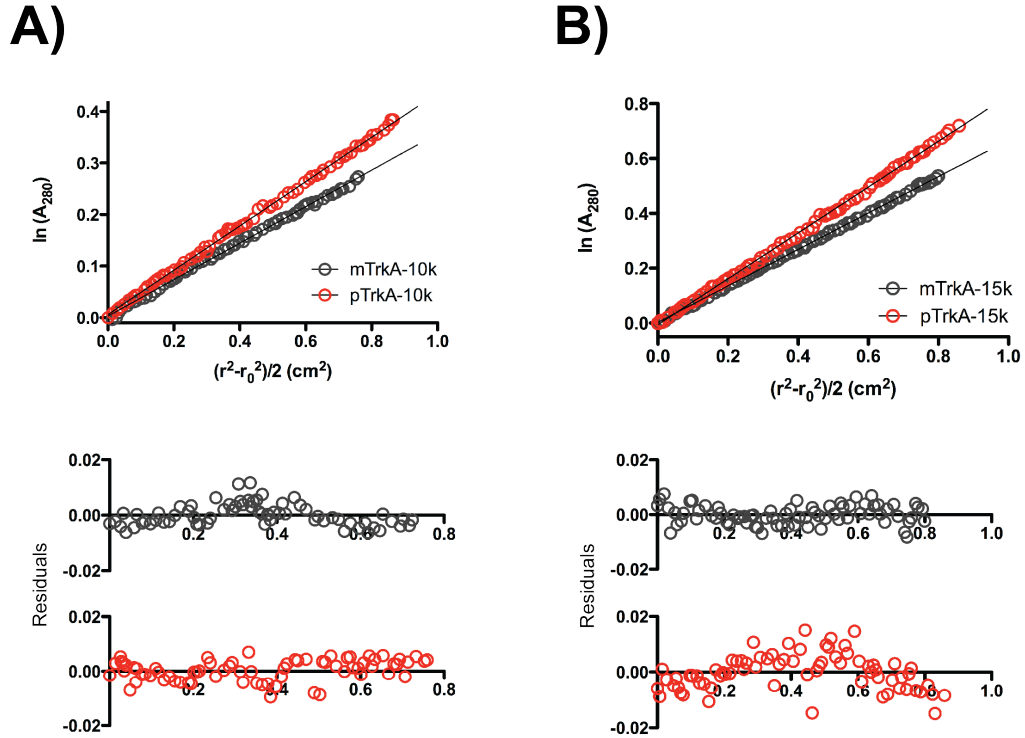 A)
B)
0.4
0.3
0.2
0.1
0.0
ln (A280)
mTrkA-10k
pTrkA-10k
0.0 0.2 0.4 0.6 0.8 1.0
(r²-r₀²)/2 (cm²)
0.8
0.6
0.4
0.2
0.0
ln (A280)
mTrkA-15k
pTrkA-15k
0.0 0.2 0.4 0.6 0.8 1.0
(r²-r₀²)/2 (cm²)
Residuals
0.02
0.00
-0.02
0.2 0.4 0.6 0.8
0.02
0.00
-0.02
0.2 0.4 0.6 0.8
Residuals
0.02
0.00
-0.02
0.2 0.4 0.6 0.8 1.0
0.02
0.00
-0.02
0.2 0.4 0.6 0.8 1.0